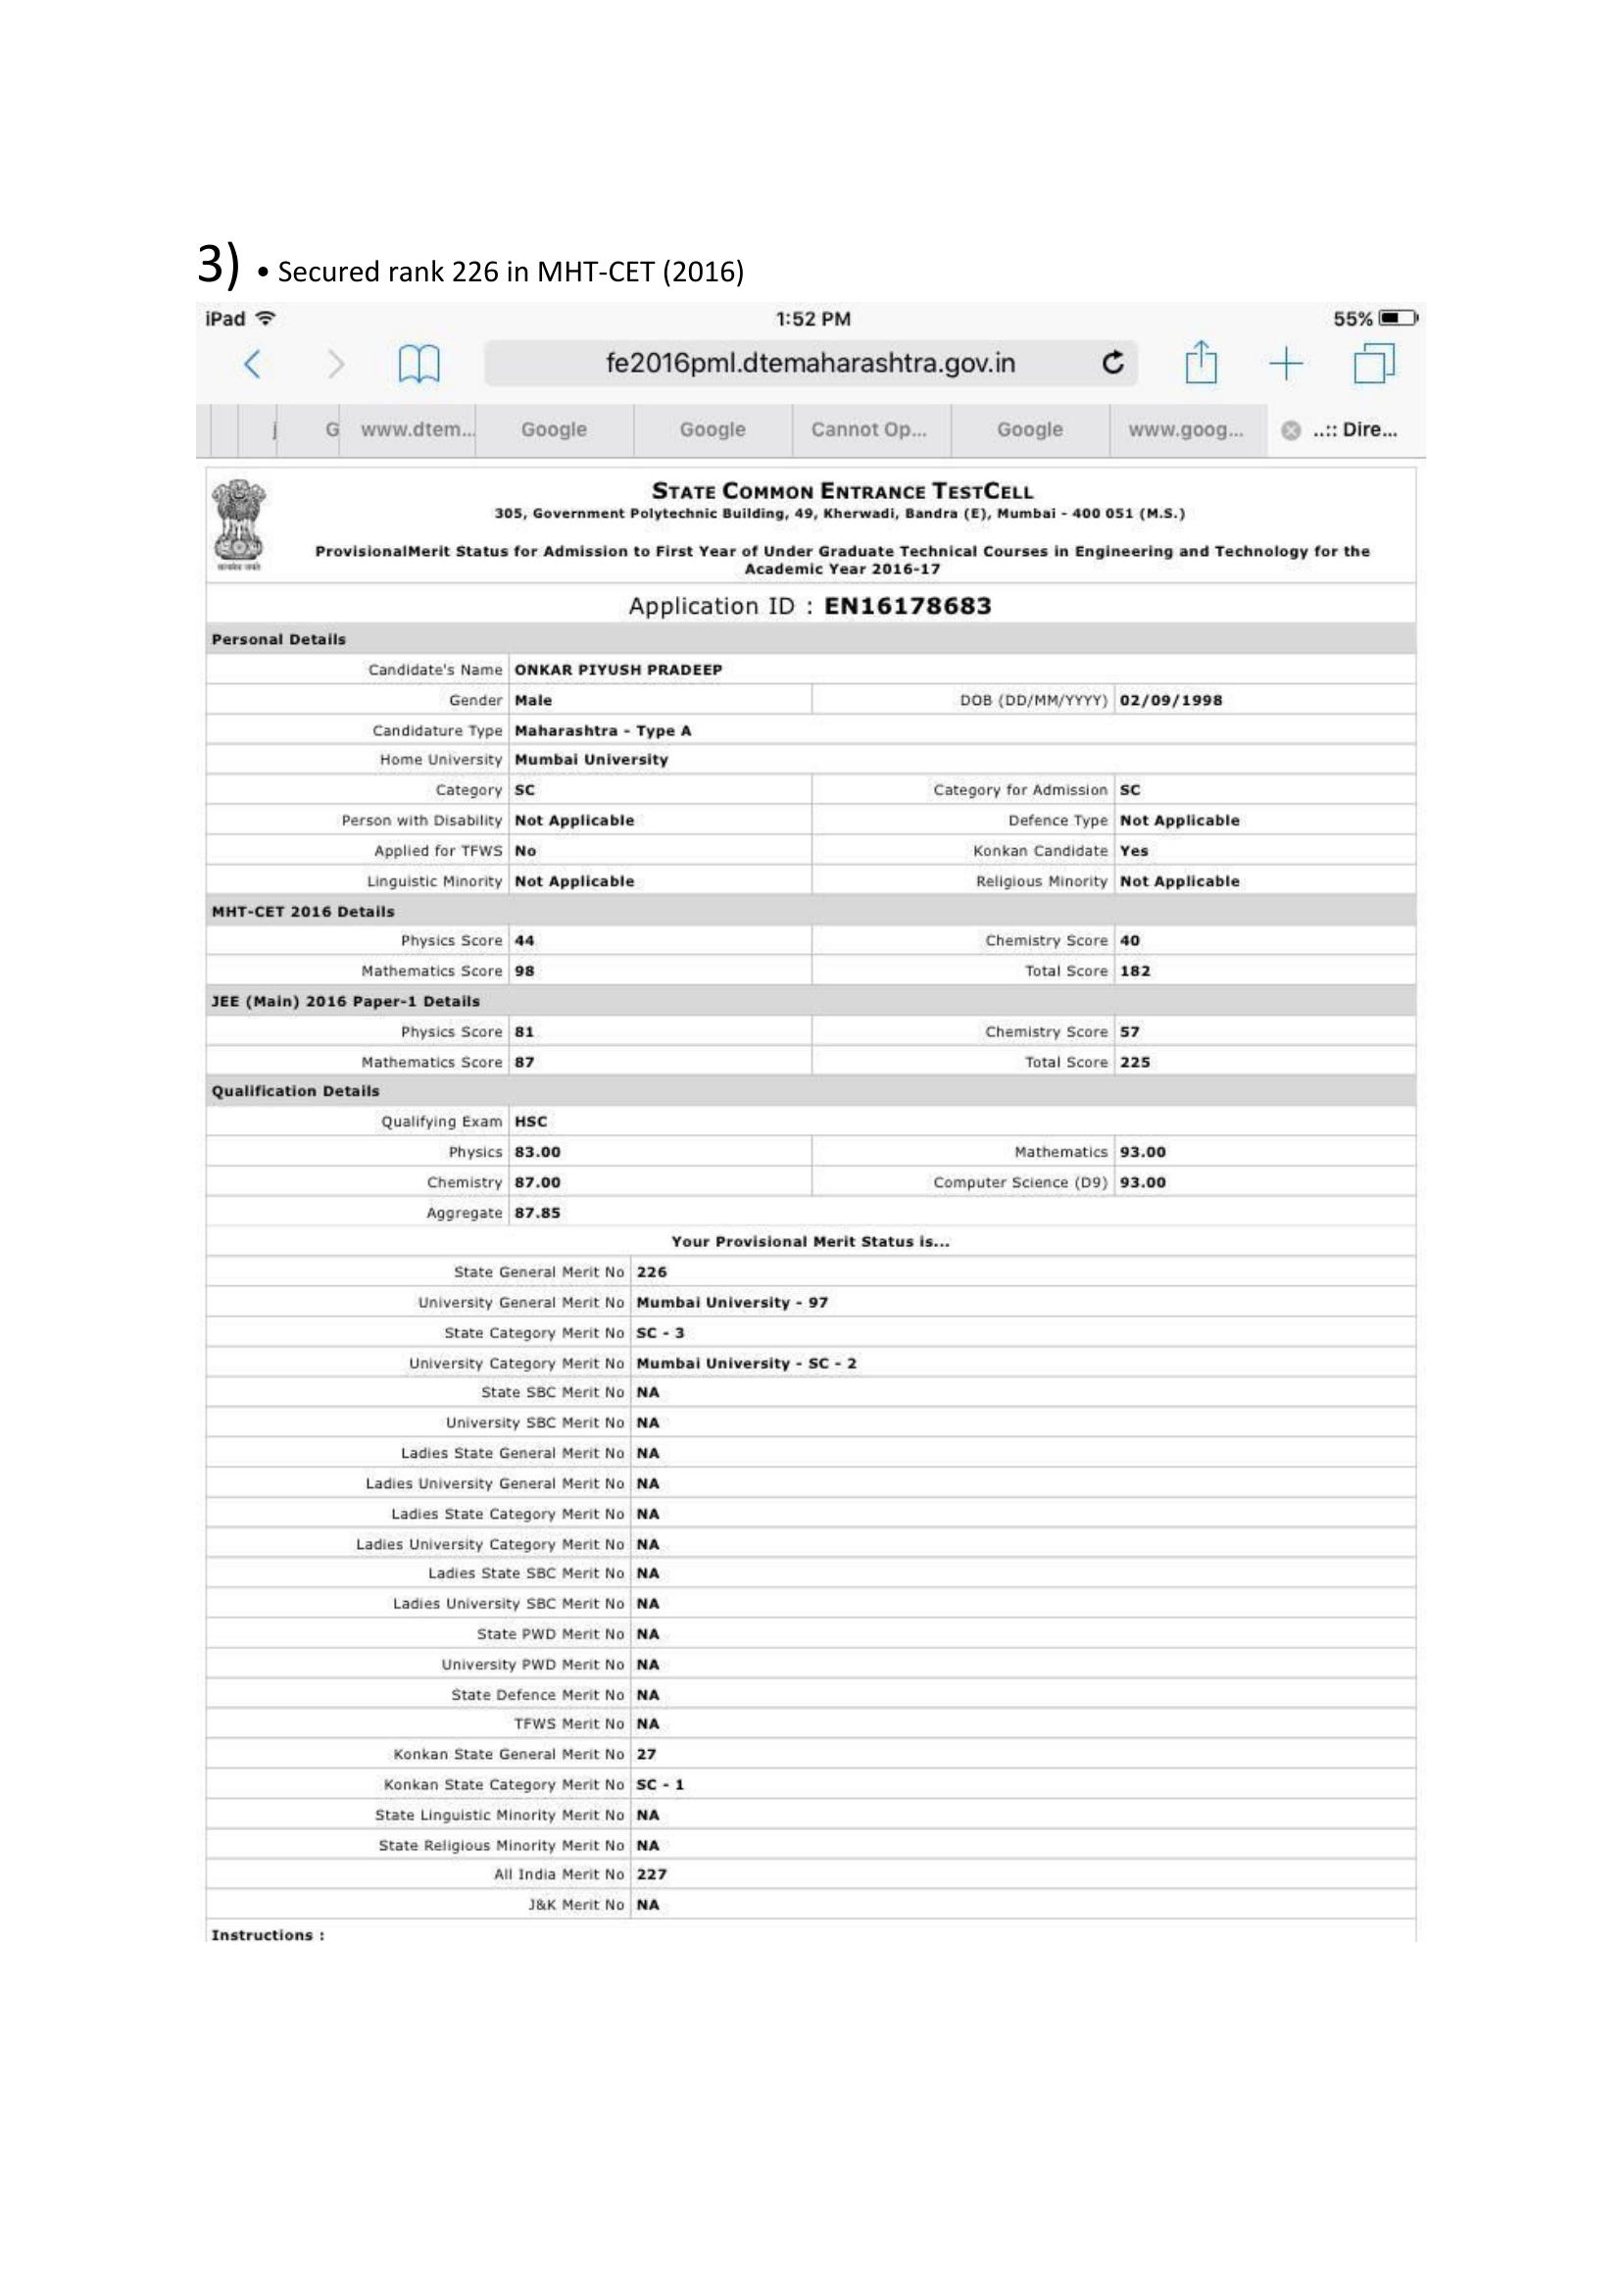 3) • Secured rank 226 in MHT-CET (2016)
iPad 1:52 PM 55%
fe2016pml.dtemaharashtra.gov.in
j G www.dtem... Google Google Cannot Op... Google www.goog... ..:: Dire...
STATE COMMON ENTRANCE TESTCELL
305, Government Polytechnic Building, 49, Kherwadi, Bandra (E), Mumbai - 400 051 (M.S.)
ProvisionalMerit Status for Admission to First Year of Under Graduate Technical Courses in Engineering and Technology for the
Academic Year 2016-17
सत्यमेव जयते
Application ID : EN16178683
Personal Details
Candidate's Name ONKAR PIYUSH PRADEEP
Gender Male DOB (DD/MM/YYYY) 02/09/1998
Candidature Type Maharashtra - Type A
Home University Mumbai University
Category SC Category for Admission SC
Person with Disability Not Applicable Defence Type Not Applicable
Applied for TFWS No Konkan Candidate Yes
Linguistic Minority Not Applicable Religious Minority Not Applicable
MHT-CET 2016 Details
Physics Score 44 Chemistry Score 40
Mathematics Score 98 Total Score 182
JEE (Main) 2016 Paper-1 Details
Physics Score 81 Chemistry Score 57
Mathematics Score 87 Total Score 225
Qualification Details
Qualifying Exam HSC
Physics 83.00 Mathematics 93.00
Chemistry 87.00 Computer Science (D9) 93.00
Aggregate 87.85
Your Provisional Merit Status is...
State General Merit No 226
University General Merit No Mumbai University - 97
State Category Merit No SC - 3
University Category Merit No Mumbai University - SC - 2
State SBC Merit No NA
University SBC Merit No NA
Ladies State General Merit No NA
Ladies University General Merit No NA
Ladies State Category Merit No NA
Ladies University Category Merit No NA
Ladies State SBC Merit No NA
Ladies University SBC Merit No NA
State PWD Merit No NA
University PWD Merit No NA
State Defence Merit No NA
TFWS Merit No NA
Konkan State General Merit No 27
Konkan State Category Merit No SC - 1
State Linguistic Minority Merit No NA
State Religious Minority Merit No NA
All India Merit No 227
J&K Merit No NA
Instructions :